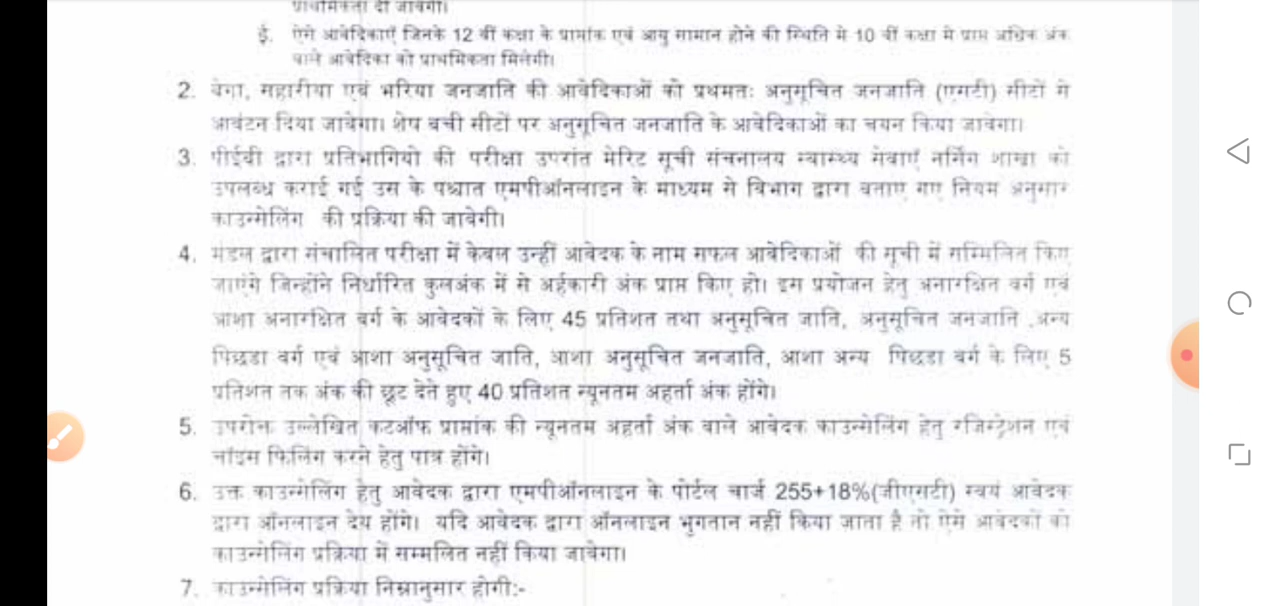 प्राथमिकता दी जावेगी।
ई. ऐसे आवेदिकाएँ जिनके 12 वीं कक्षा के प्राप्तांक एवं आयु सामान होने की स्थिति मे 10 वीं कक्षा मे प्राप्त अधिक अंक
वाले आवेदिका को प्राथमिकता मिलेगी।
2. बेगा, सहारीया एवं भरिया जनजाति की आवेदिकाओं को प्रथमतः अनुसूचित जनजाति (एसटी) सीटों मे
आवंटन दिया जावेगा। शेष बची सीटों पर अनुसूचित जनजाति के आवेदिकाओं का चयन किया जावेगा।
3. पीईबी द्वारा प्रतिभागियो की परीक्षा उपरांत मेरिट सूची संचनालय स्वास्थ्य सेवाएँ नर्सिंग शाखा को
उपलब्ध कराई गई उस के पश्चात एमपीऑनलाइन के माध्यम से विभाग द्वारा बताए गए नियम अनुसार
काउन्सेलिंग की प्रक्रिया की जावेगी।
4. मंडल द्वारा संचालित परीक्षा में केवल उन्हीं आवेदक के नाम सफल आवेदिकाओं की सूची में सम्मिलित किए
जाएंगे जिन्होंने निर्धारित कुलअंक में से अर्हकारी अंक प्राप्त किए हो। इस प्रयोजन हेतु अनारक्षित वर्ग एवं
आशा अनारक्षित वर्ग के आवेदकों के लिए 45 प्रतिशत तथा अनुसूचित जाति, अनुसूचित जनजाति ,अन्य
पिछडा वर्ग एवं आशा अनुसूचित जाति, आशा अनुसूचित जनजाति, आशा अन्य पिछडा वर्ग के लिए 5
प्रतिशत तक अंक की छूट देते हुए 40 प्रतिशत न्यूनतम अहर्ता अंक होंगे।
5. उपरोक्त उल्लेखित कटऑफ प्राप्तांक की न्यूनतम अहर्ता अंक वाले आवेदक काउन्सेलिंग हेतु रजिस्ट्रेशन एवं
चॉइस फिलिंग करने हेतु पात्र होंगे।
6. उक्त काउन्सेलिंग हेतु आवेदक द्वारा एमपीऑनलाइन के पोर्टल चार्ज 255+18%(जीएसटी) स्वयं आवेदक
द्वारा ऑनलाइन देय होंगे। यदि आवेदक द्वारा ऑनलाइन भुगतान नहीं किया जाता है तो ऐसे आवेदकों को
काउन्सेलिंग प्रक्रिया में सम्मलित नहीं किया जावेगा।
7. काउन्सेलिंग प्रक्रिया निम्नानुसार होगी:-